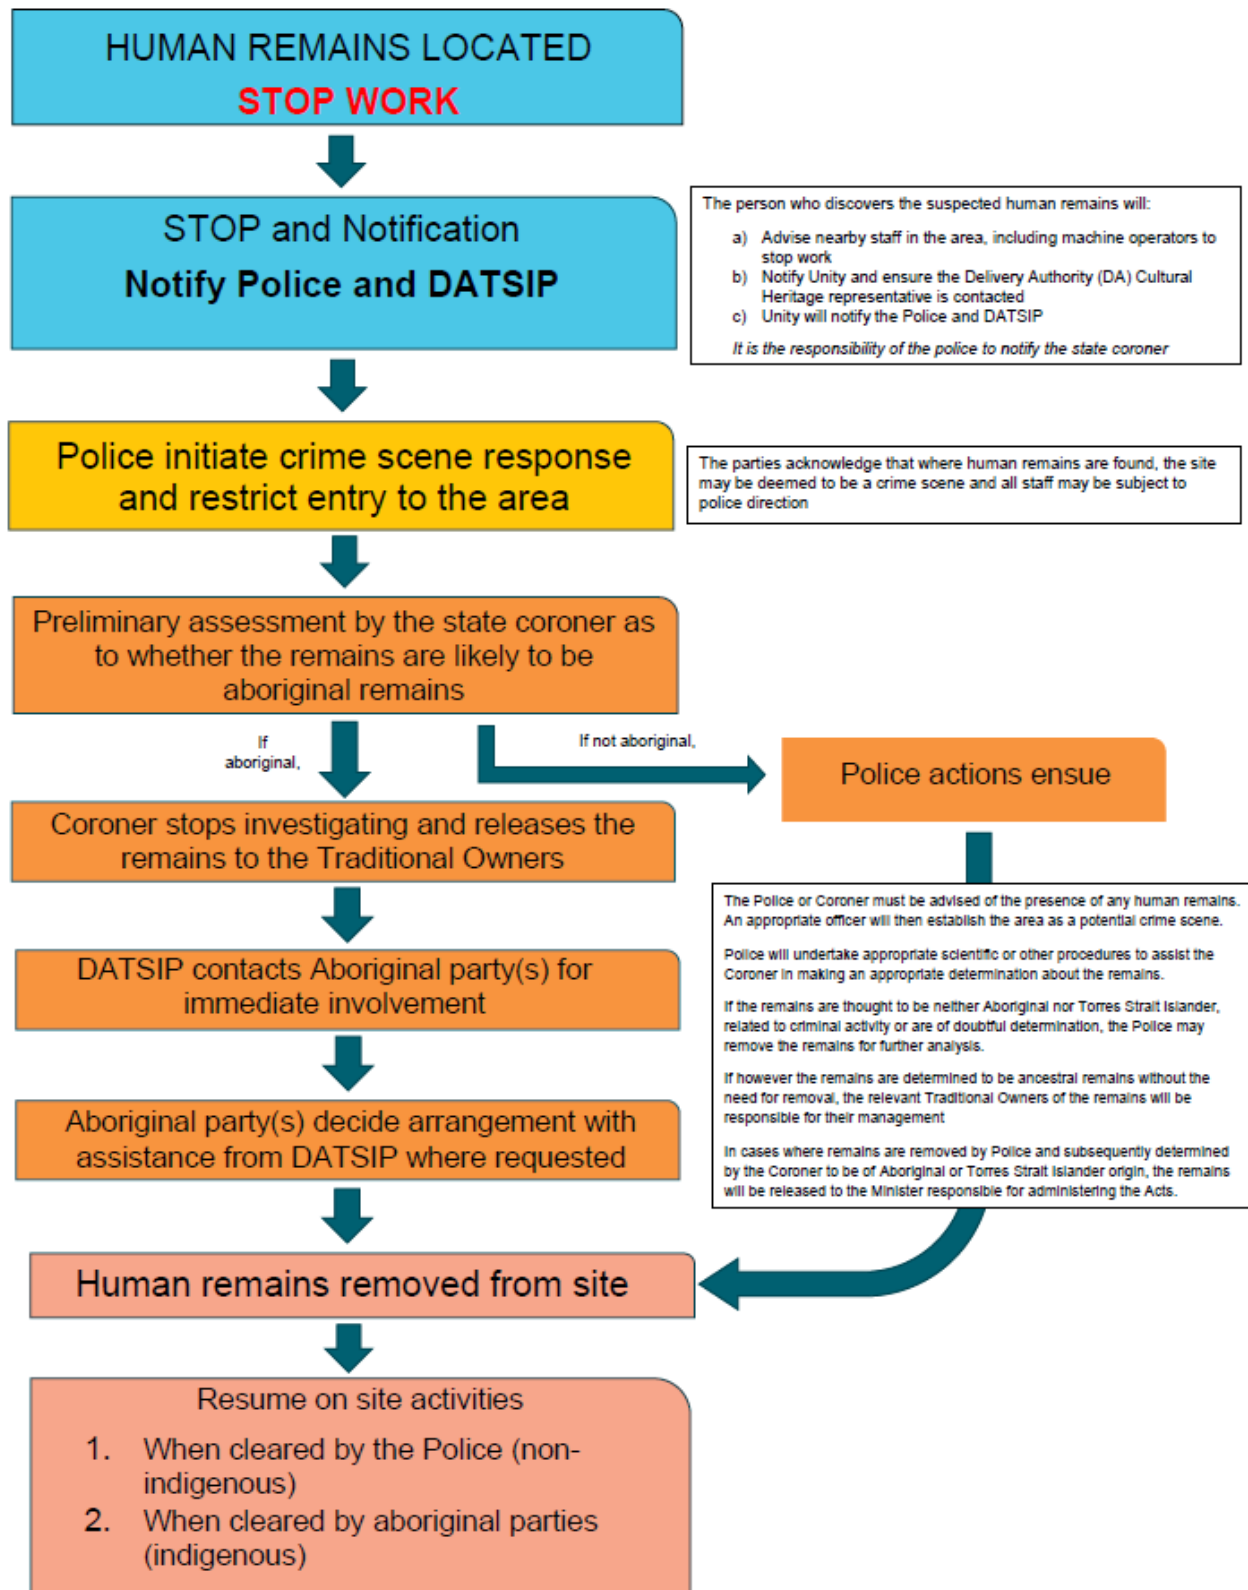 HUMAN REMAINS LOCATED
STOP WORK
STOP and Notification
Notify Police and DATSIP
The person who discovers the suspected human remains will:
a) Advise nearby staff in the area, including machine operators to
stop work
b) Notify Unity and ensure the Delivery Authority (DA) Cultural
Heritage representative is contacted
c) Unity will notify the Police and DATSIP
It is the responsibility of the police to notify the state coroner
Police initiate crime scene response
and restrict entry to the area
The parties acknowledge that where human remains are found, the site
may be deemed to be a crime scene and all staff may be subject to
police direction
Preliminary assessment by the state coroner as
to whether the remains are likely to be
aboriginal remains
If
aboriginal,
If not aboriginal,
Police actions ensue
Coroner stops investigating and releases the
remains to the Traditional Owners
DATSIP contacts Aboriginal party(s) for
immediate involvement
Aboriginal party(s) decide arrangement with
assistance from DATSIP where requested
The Police or Coroner must be advised of the presence of any human remains.
An appropriate officer will then establish the area as a potential crime scene.
Police will undertake appropriate scientific or other procedures to assist the
Coroner in making an appropriate determination about the remains.
If the remains are thought to be neither Aboriginal nor Torres Strait Islander,
related to criminal activity or are of doubtful determination, the Police may
remove the remains for further analysis.
If however the remains are determined to be ancestral remains without the
need for removal, the relevant Traditional Owners of the remains will be
responsible for their management
In cases where remains are removed by Police and subsequently determined
by the Coroner to be of Aboriginal or Torres Strait Islander origin, the remains
will be released to the Minister responsible for administering the Acts.
Human remains removed from site
Resume on site activities
1. When cleared by the Police (non-
indigenous)
2. When cleared by aboriginal parties
(indigenous)